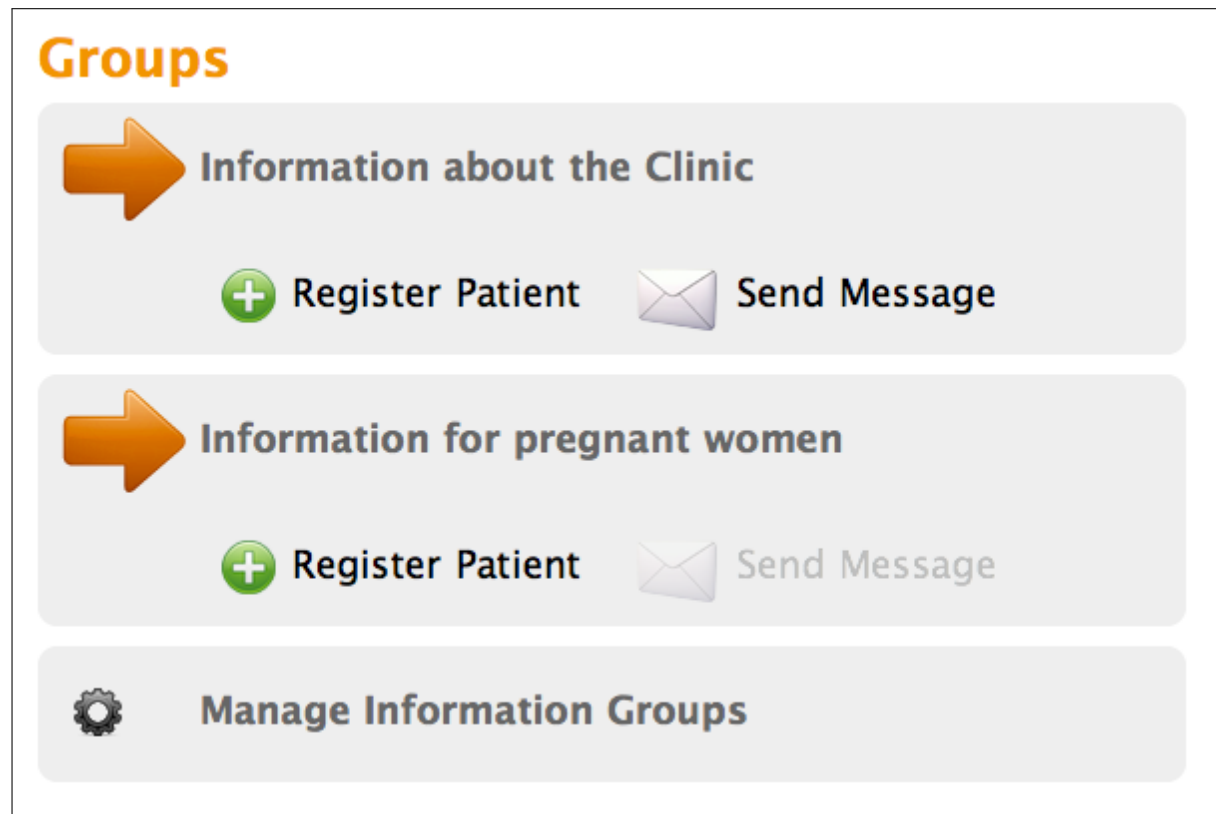 Groups
Information about the Clinic
Register Patient Send Message
Information for pregnant women
Register Patient Send Message
Manage Information Groups